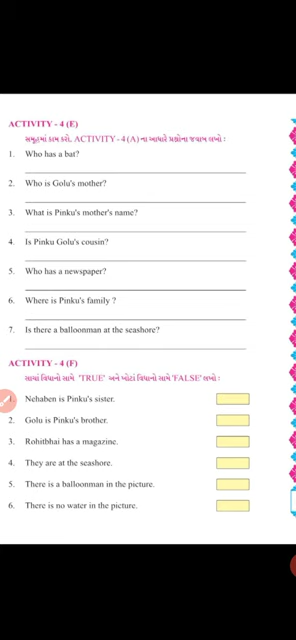 ACTIVITY - 4 (E)
સમૂહમાં કામ કરો. ACTIVITY - 4 (A) ના આધારે પ્રશ્નોના જવાબ લખો :
1. Who has a bat?
2. Who is Golu's mother?
3. What is Pinku's mother's name?
4. Is Pinku Golu's cousin?
5. Who has a newspaper?
6. Where is Pinku's family ?
7. Is there a balloonman at the seashore?
ACTIVITY - 4 (F)
સાચાં વિધાનો સામે 'TRUE' અને ખોટાં વિધાનો સામે 'FALSE' લખો :
1. Nehaben is Pinku's sister.
2. Golu is Pinku's brother.
3. Rohitbhai has a magazine.
4. They are at the seashore.
5. There is a balloonman in the picture.
6. There is no water in the picture.